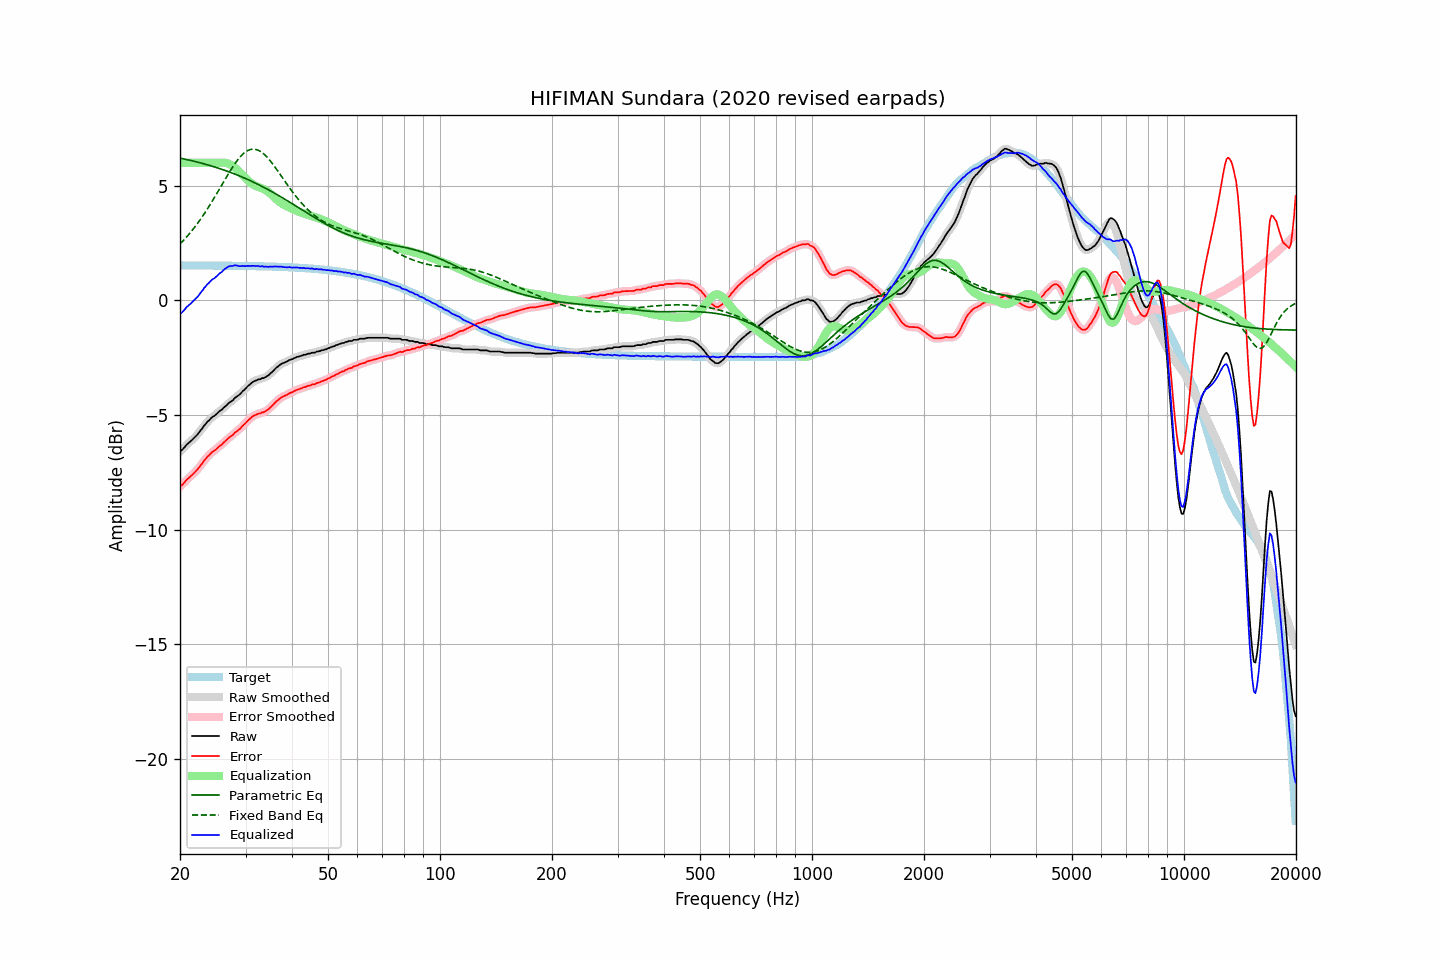 HIFIMAN Sundara (2020 revised earpads)
Amplitude (dBr)
5
0
−5
−10
−15
−20
Target
Raw Smoothed
Error Smoothed
Raw
Error
Equalization
Parametric Eq
Fixed Band Eq
Equalized
20 50 100 200 500 1000 2000 5000 10000 20000
Frequency (Hz)